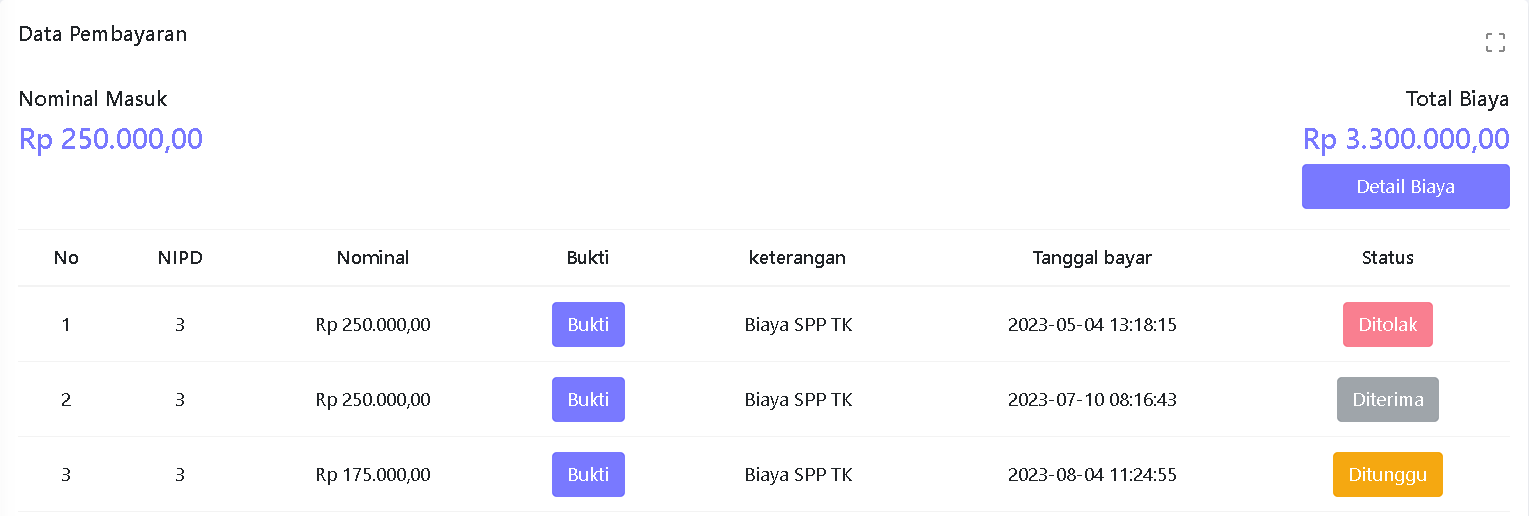 Data Pembayaran
Nominal Masuk Total Biaya
Rp 250.000,00 Rp 3.300.000,00
Detail Biaya
No NIPD Nominal Bukti keterangan Tanggal bayar Status
1 3 Rp 250.000,00 Bukti Biaya SPP TK 2023-05-04 13:18:15 Ditolak
2 3 Rp 250.000,00 Bukti Biaya SPP TK 2023-07-10 08:16:43 Diterima
3 3 Rp 175.000,00 Bukti Biaya SPP TK 2023-08-04 11:24:55 Ditunggu